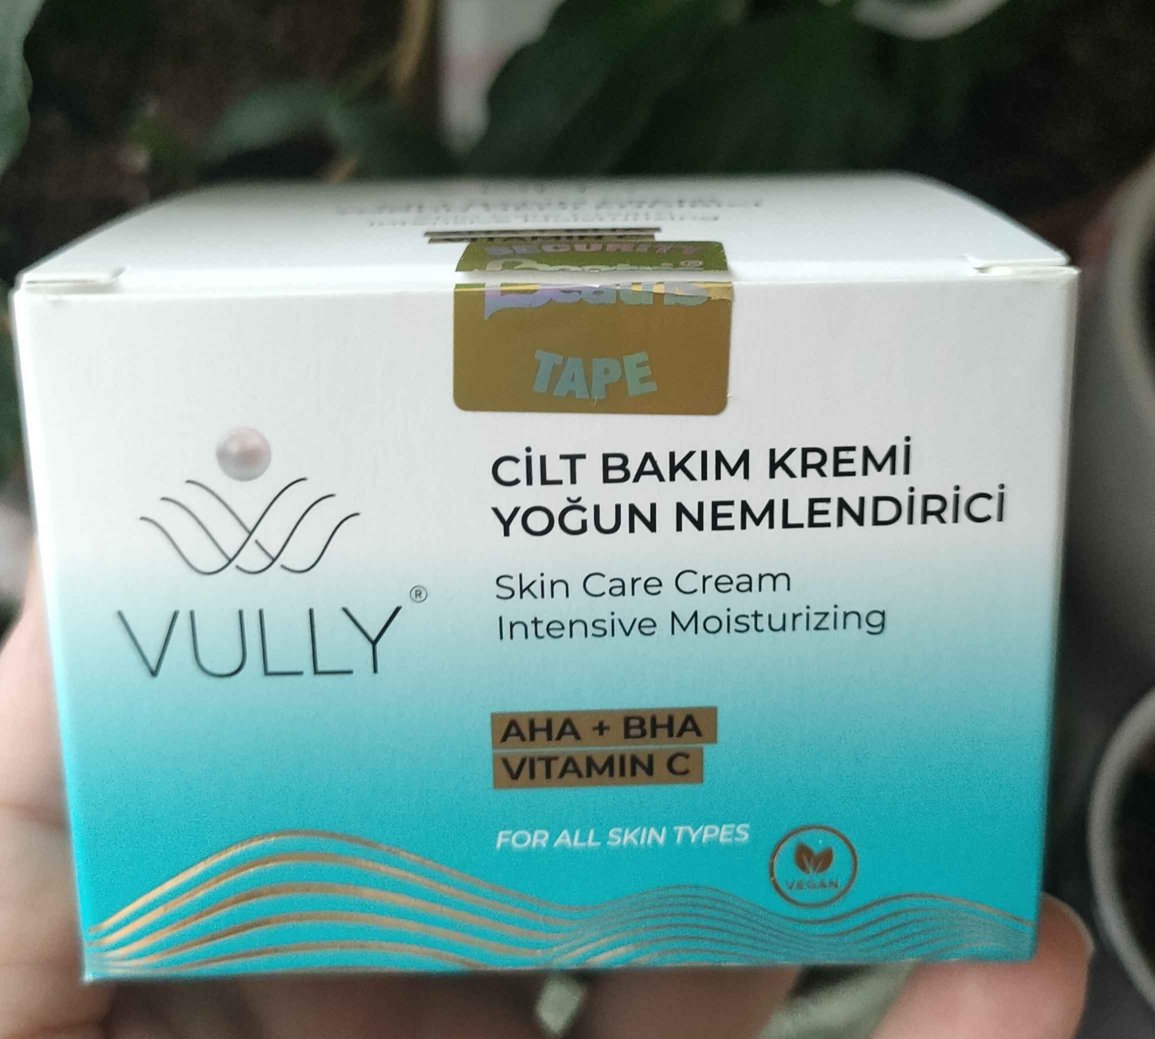 SECURITY
TAPE
VULLY®
CİLT BAKIM KREMİ
YOĞUN NEMLENDİRİCİ
Skin Care Cream
Intensive Moisturizing
AHA + BHA
VITAMIN C
FOR ALL SKIN TYPES
VEGAN